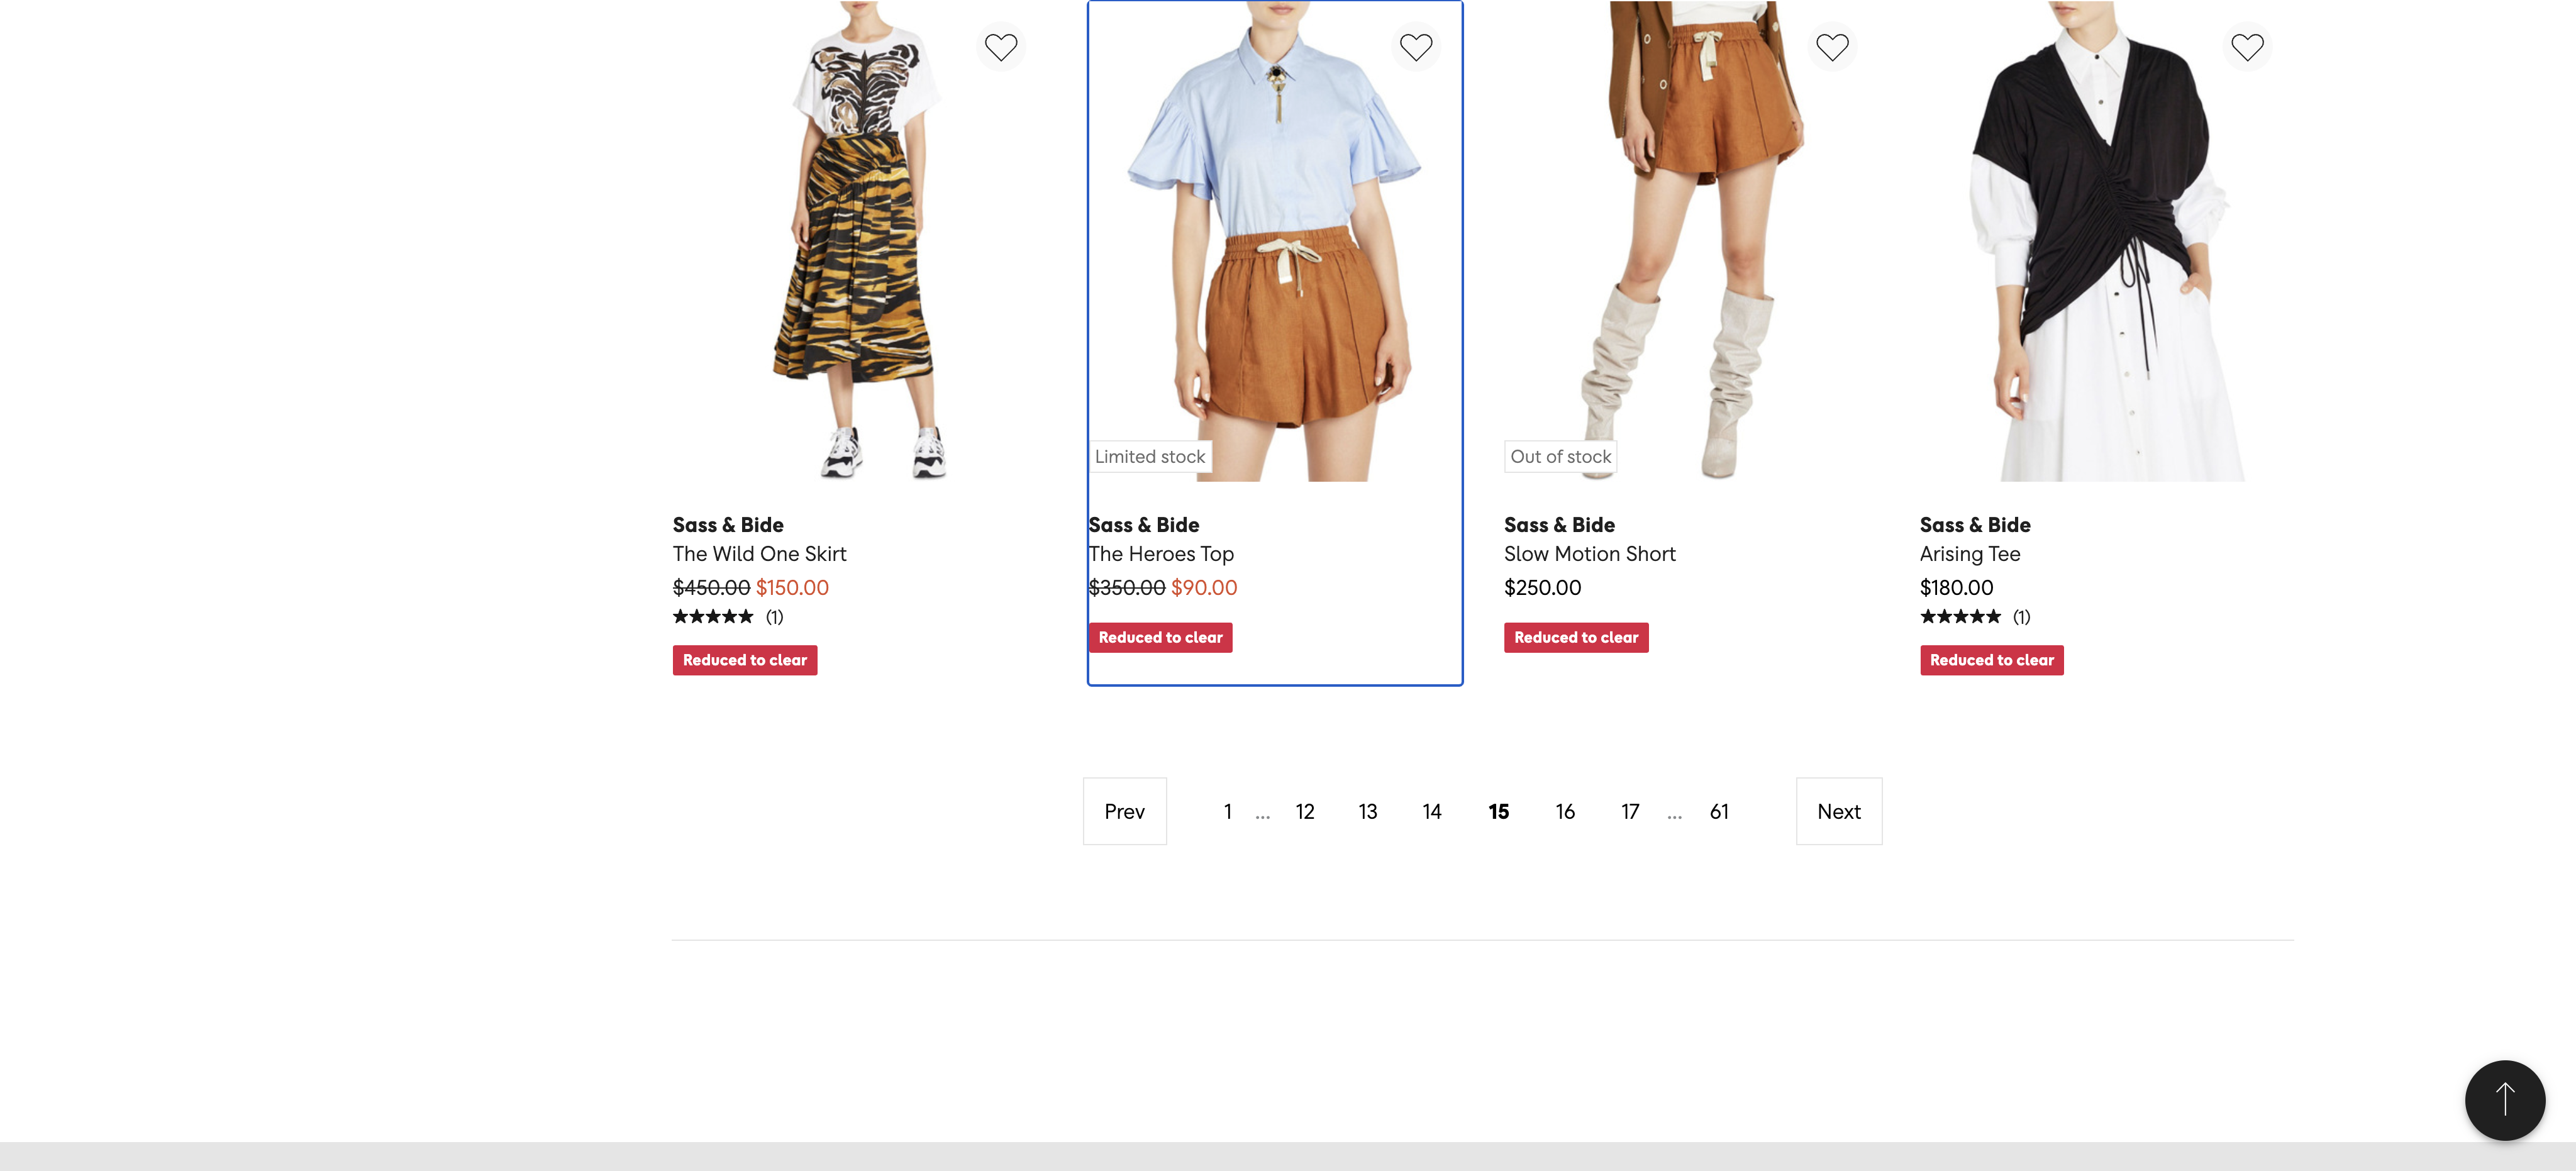 Limited stock
Out of stock
Sass & Bide
The Wild One Skirt
$450.00 $150.00
(1)
Reduced to clear
Sass & Bide
The Heroes Top
$350.00 $90.00
Reduced to clear
Sass & Bide
Slow Motion Short
$250.00
Reduced to clear
Sass & Bide
Arising Tee
$180.00
(1)
Reduced to clear
Prev 1 ... 12 13 14 15 16 17 ... 61 Next